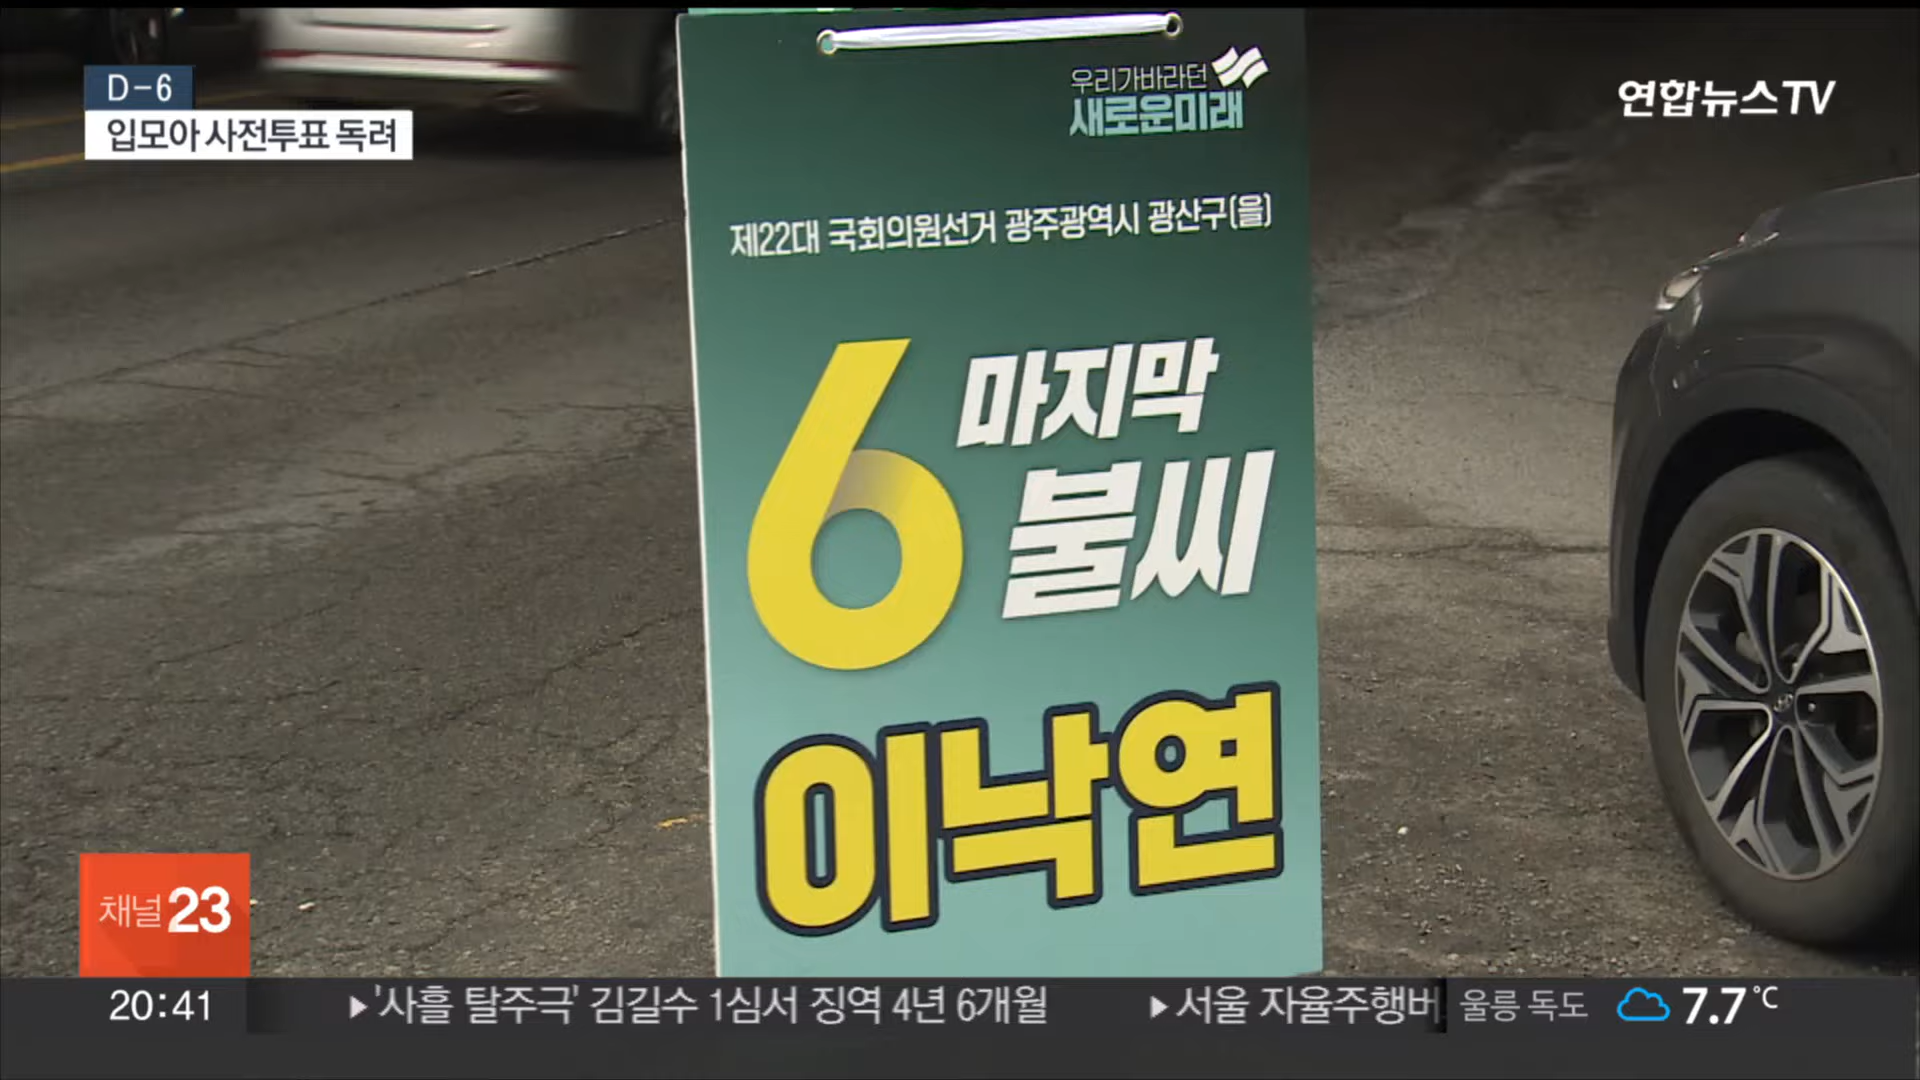 D-6
입모아 사전투표 독려
연합뉴스TV
우리가바라던
새로운미래
제22대 국회의원선거 광주광역시 광산구(을)
6 마지막
불씨
이낙연
채널 23
20:41 ▶'사흘 탈주극' 김길수 1심서 징역 4년 6개월 ▶서울 자율주행버 울릉 독도 7.7℃